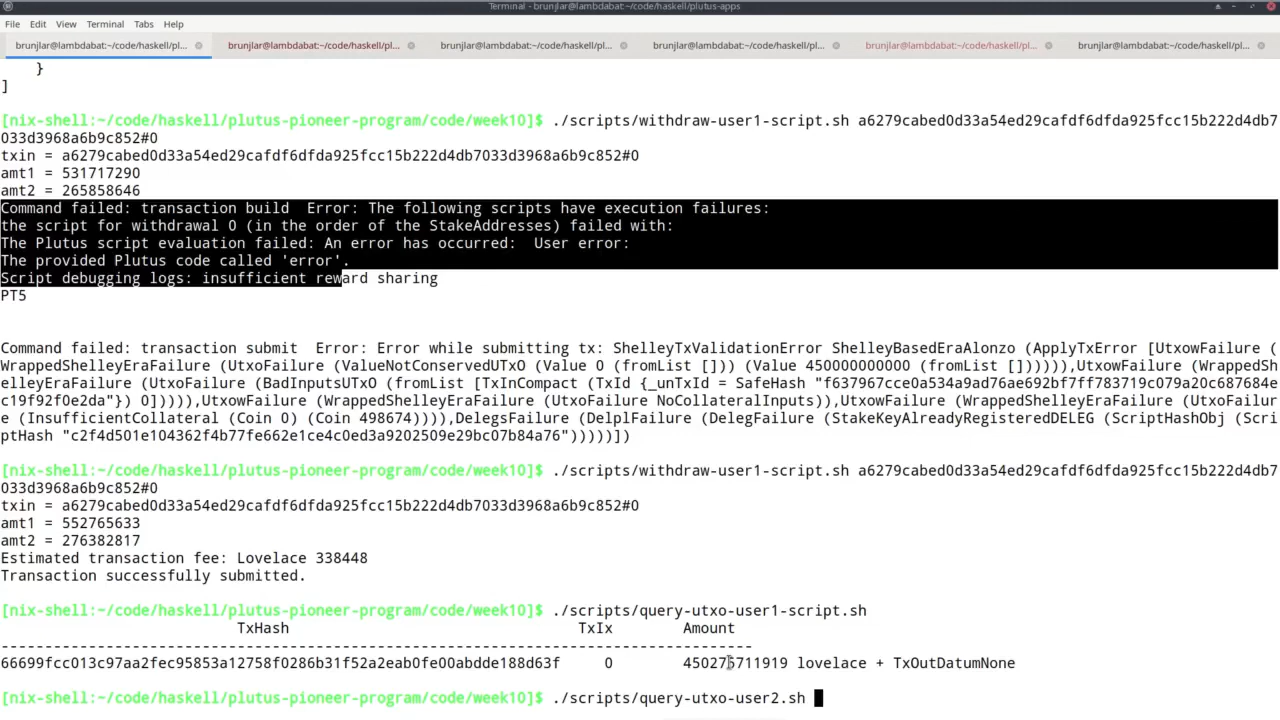 Terminal - brunjlar@lambdabat:~/code/haskell/plutus-apps
File Edit View Terminal Tabs Help
brunjlar@lambdabat:~/code/haskell/pl... brunjlar@lambdabat:~/code/haskell/pl... brunjlar@lambdabat:~/code/haskell/pl... brunjlar@lambdabat:~/code/haskell/pl... brunjlar@lambdabat:~/code/haskell/pl... brunjlar@lambdabat:~/code/haskell/pl...
}
]
[nix-shell:~/code/haskell/plutus-pioneer-program/code/week10]$ ./scripts/withdraw-user1-script.sh a6279cabed0d33a54ed29cafdf6dfda925fcc15b222d4db7
033d3968a6b9c852#0
txin = a6279cabed0d33a54ed29cafdf6dfda925fcc15b222d4db7033d3968a6b9c852#0
amt1 = 531717290
amt2 = 265858646
Command failed: transaction build  Error: The following scripts have execution failures:
the script for withdrawal 0 (in the order of the StakeAddresses) failed with:
The Plutus script evaluation failed: An error has occurred:  User error:
The provided Plutus code called 'error'.
Script debugging logs: insufficient reward sharing
PT5
Command failed: transaction submit  Error: Error while submitting tx: ShelleyTxValidationError ShelleyBasedEraAlonzo (ApplyTxError [UtxowFailure (
WrappedShelleyEraFailure (UtxoFailure (ValueNotConservedUTxO (Value 0 (fromList [])) (Value 450000000000 (fromList []))))),UtxowFailure (WrappedSh
elleyEraFailure (UtxoFailure (BadInputsUTxO (fromList [TxInCompact (TxId {_unTxId = SafeHash "f637967cce0a534a9ad76ae692bf7ff783719c079a20c687684e
c19f92f0e2da"}) 0])))),UtxowFailure (WrappedShelleyEraFailure (UtxoFailure NoCollateralInputs)),UtxowFailure (WrappedShelleyEraFailure (UtxoFailur
e (InsufficientCollateral (Coin 0) (Coin 498674)))),DelegsFailure (DelplFailure (DelegFailure (StakeKeyAlreadyRegisteredDELEG (ScriptHashObj (Scri
ptHash "c2f4d501e104362f4b77fe662e1ce4c0ed3a9202509e29bc07b84a76")))))])
[nix-shell:~/code/haskell/plutus-pioneer-program/code/week10]$ ./scripts/withdraw-user1-script.sh a6279cabed0d33a54ed29cafdf6dfda925fcc15b222d4db7
033d3968a6b9c852#0
txin = a6279cabed0d33a54ed29cafdf6dfda925fcc15b222d4db7033d3968a6b9c852#0
amt1 = 552765633
amt2 = 276382817
Estimated transaction fee: Lovelace 338448
Transaction successfully submitted.
[nix-shell:~/code/haskell/plutus-pioneer-program/code/week10]$ ./scripts/query-utxo-user1-script.sh
TxHash TxIx Amount
--------------------------------------------------------------------------------------
66699fcc013c97aa2fec95853a12758f0286b31f52a2eab0fe00abdde188d63f 0 450275711919 lovelace + TxOutDatumNone
[nix-shell:~/code/haskell/plutus-pioneer-program/code/week10]$ ./scripts/query-utxo-user2.sh